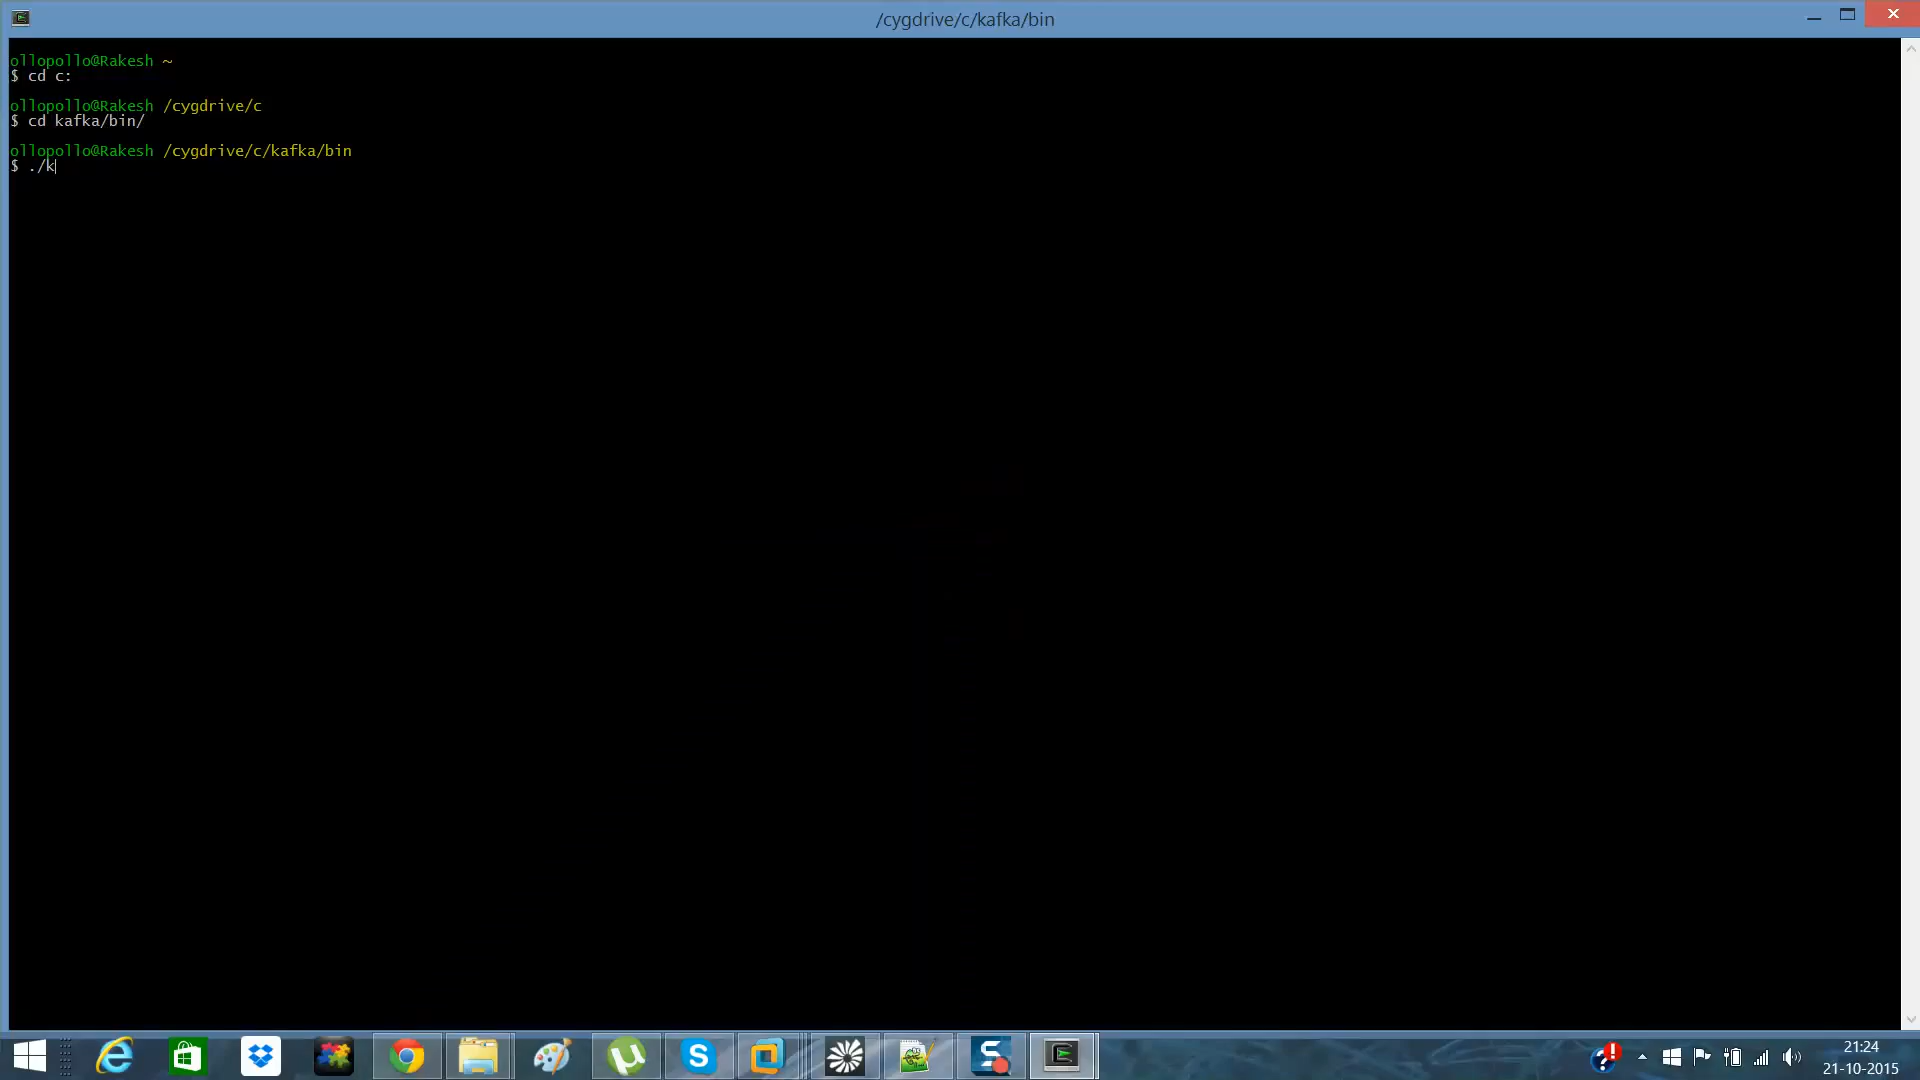 /cygdrive/c/kafka/bin
ollopollo@Rakesh ~
$ cd c:
ollopollo@Rakesh /cygdrive/c
$ cd kafka/bin/
ollopollo@Rakesh /cygdrive/c/kafka/bin
$ ./k
21:24
21-10-2015